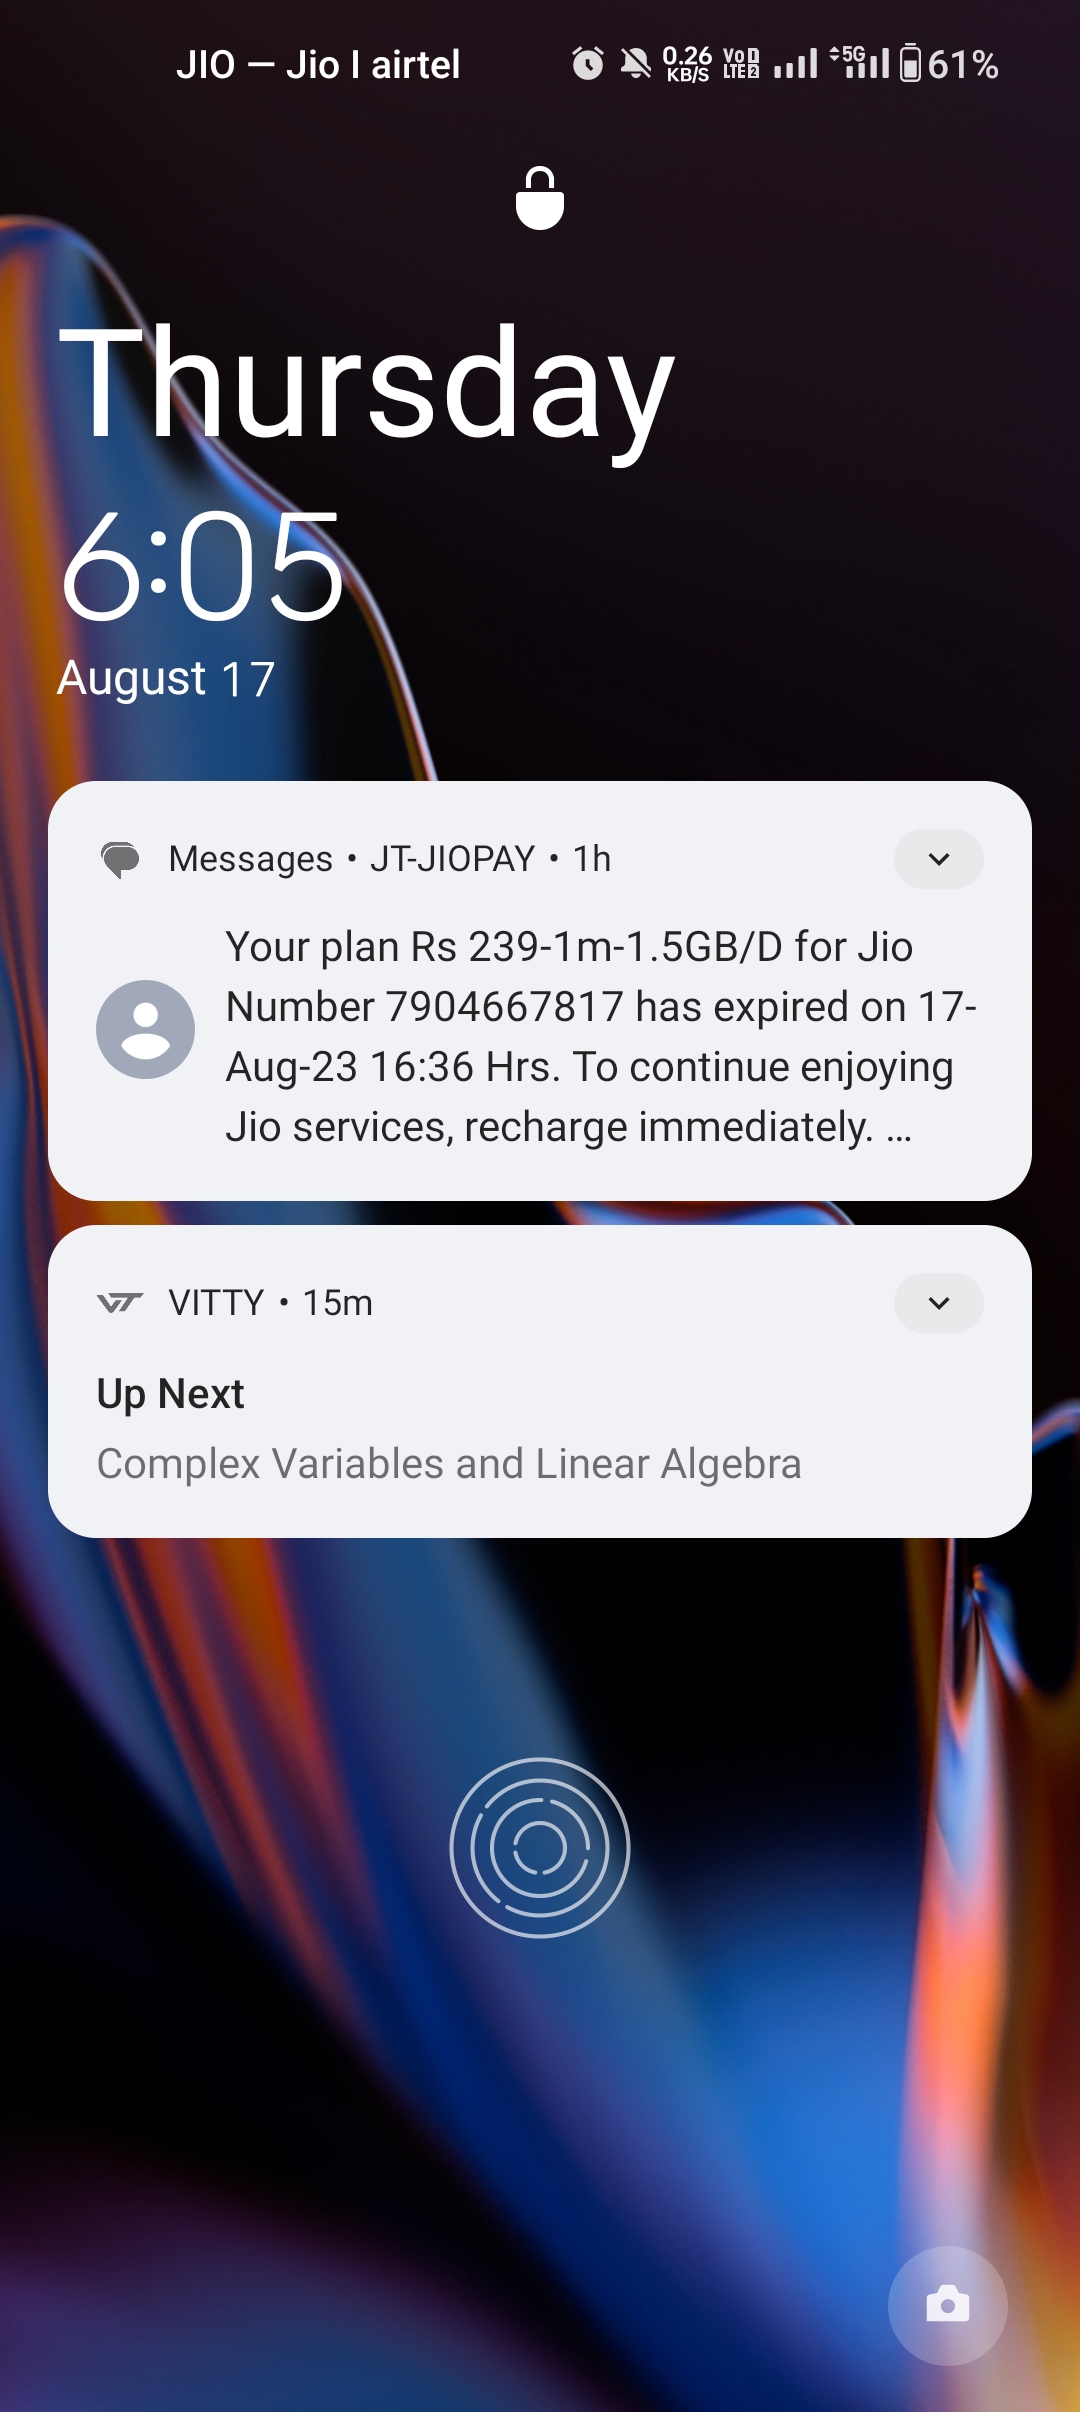 JIO — Jio | airtel 0.26 KB/S VoD LTE 2 5G 61%
Thursday
6:05
August 17
Messages • JT-JIOPAY • 1h
Your plan Rs 239-1m-1.5GB/D for Jio
Number 7904667817 has expired on 17-
Aug-23 16:36 Hrs. To continue enjoying
Jio services, recharge immediately. ...
VITTY • 15m
Up Next
Complex Variables and Linear Algebra